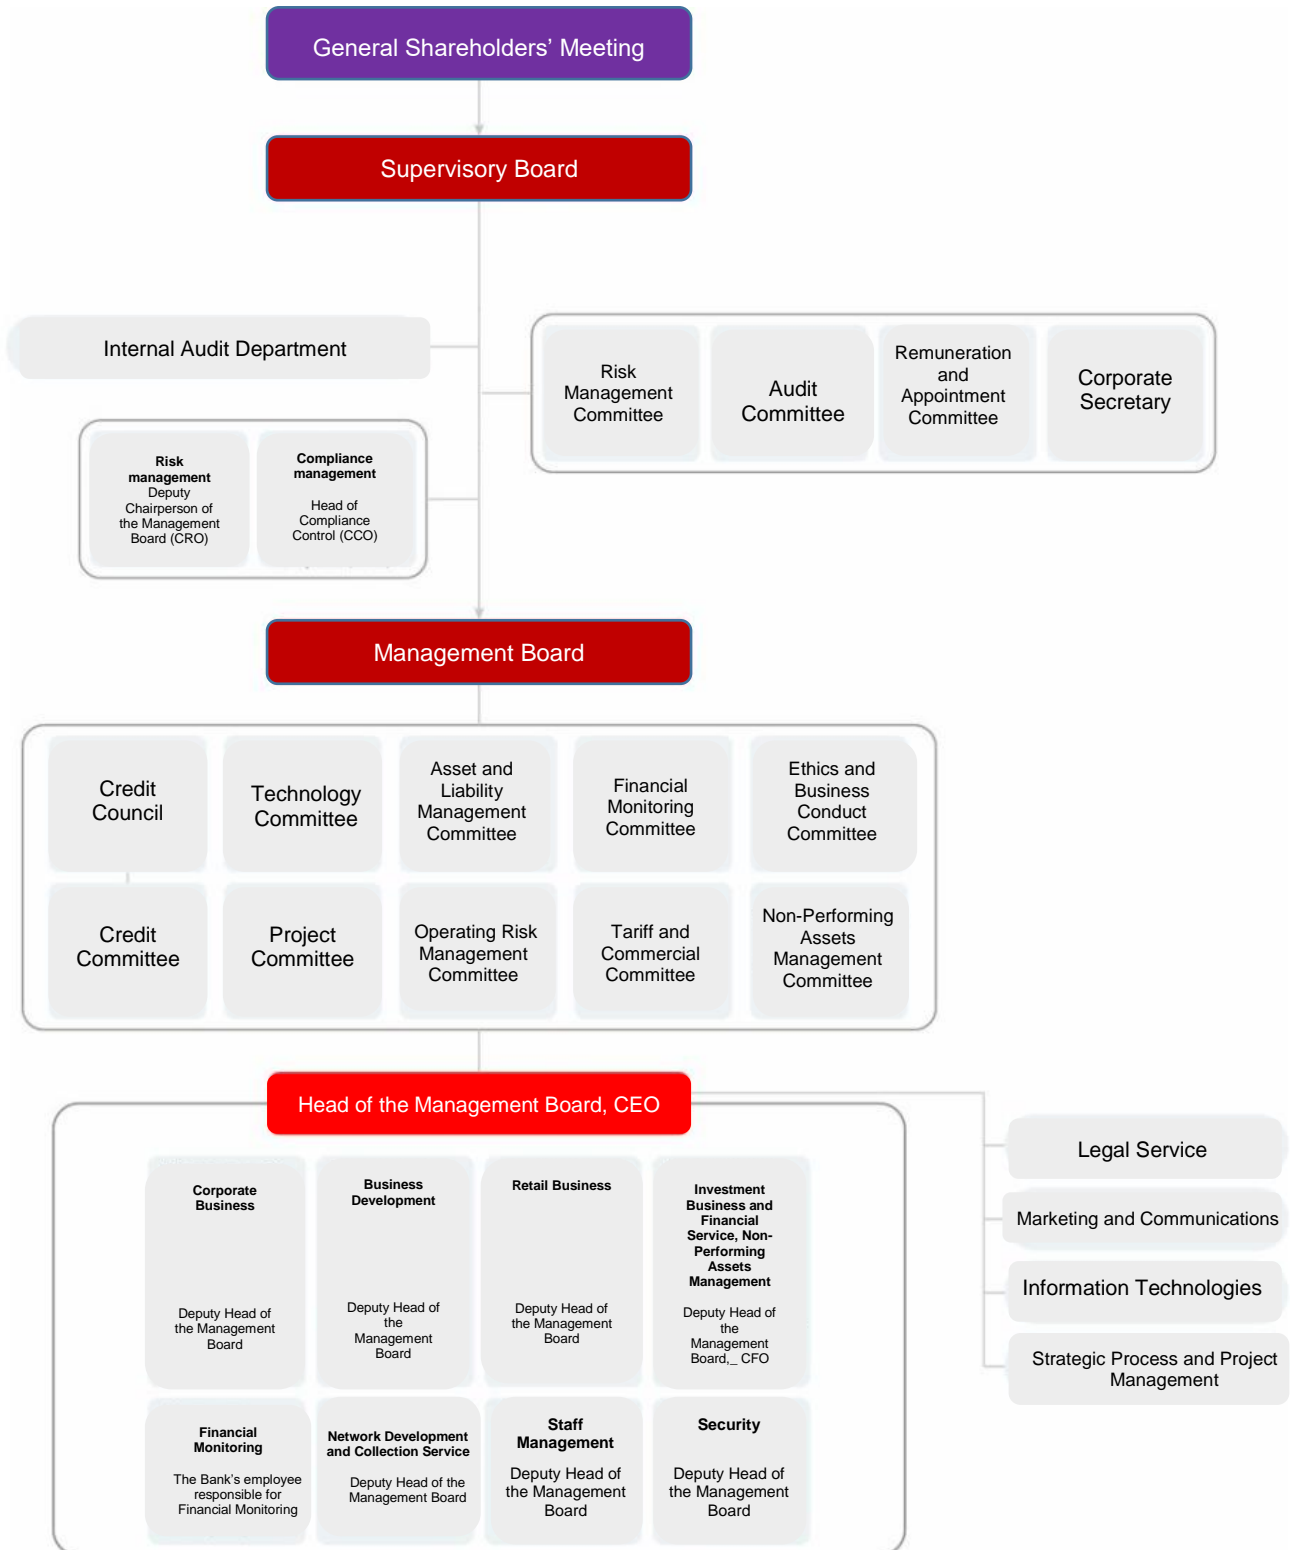 General Shareholders’ Meeting
Supervisory Board
Internal Audit Department
Risk
Management
Committee
Audit
Committee
Remuneration
and
Appointment
Committee
Corporate
Secretary
Risk
management
Deputy
Chairperson of
the Management
Board (CRO)
Compliance
management
Head of
Compliance
Control (CCO)
Management Board
Credit
Council
Technology
Committee
Asset and
Liability
Management
Committee
Financial
Monitoring
Committee
Ethics and
Business
Conduct
Committee
Credit
Committee
Project
Committee
Operating Risk
Management
Committee
Tariff and
Commercial
Committee
Non-Performing
Assets
Management
Committee
Head of the Management Board, CEO
Corporate
Business
Deputy Head of
the Management
Board
Business
Development
Deputy Head of
the
Management
Board
Retail Business
Deputy Head of
the Management
Board
Investment
Business and
Financial
Service, Non-
Performing
Assets
Management
Deputy Head of
the
Management
Board,_ CFO
Financial
Monitoring
The Bank’s employee
responsible for
Financial Monitoring
Network Development
and Collection Service
Deputy Head of the
Management Board
Staff
Management
Deputy Head of
the Management
Board
Security
Deputy Head of
the Management
Board
Legal Service
Marketing and Communications
Information Technologies
Strategic Process and Project
Management